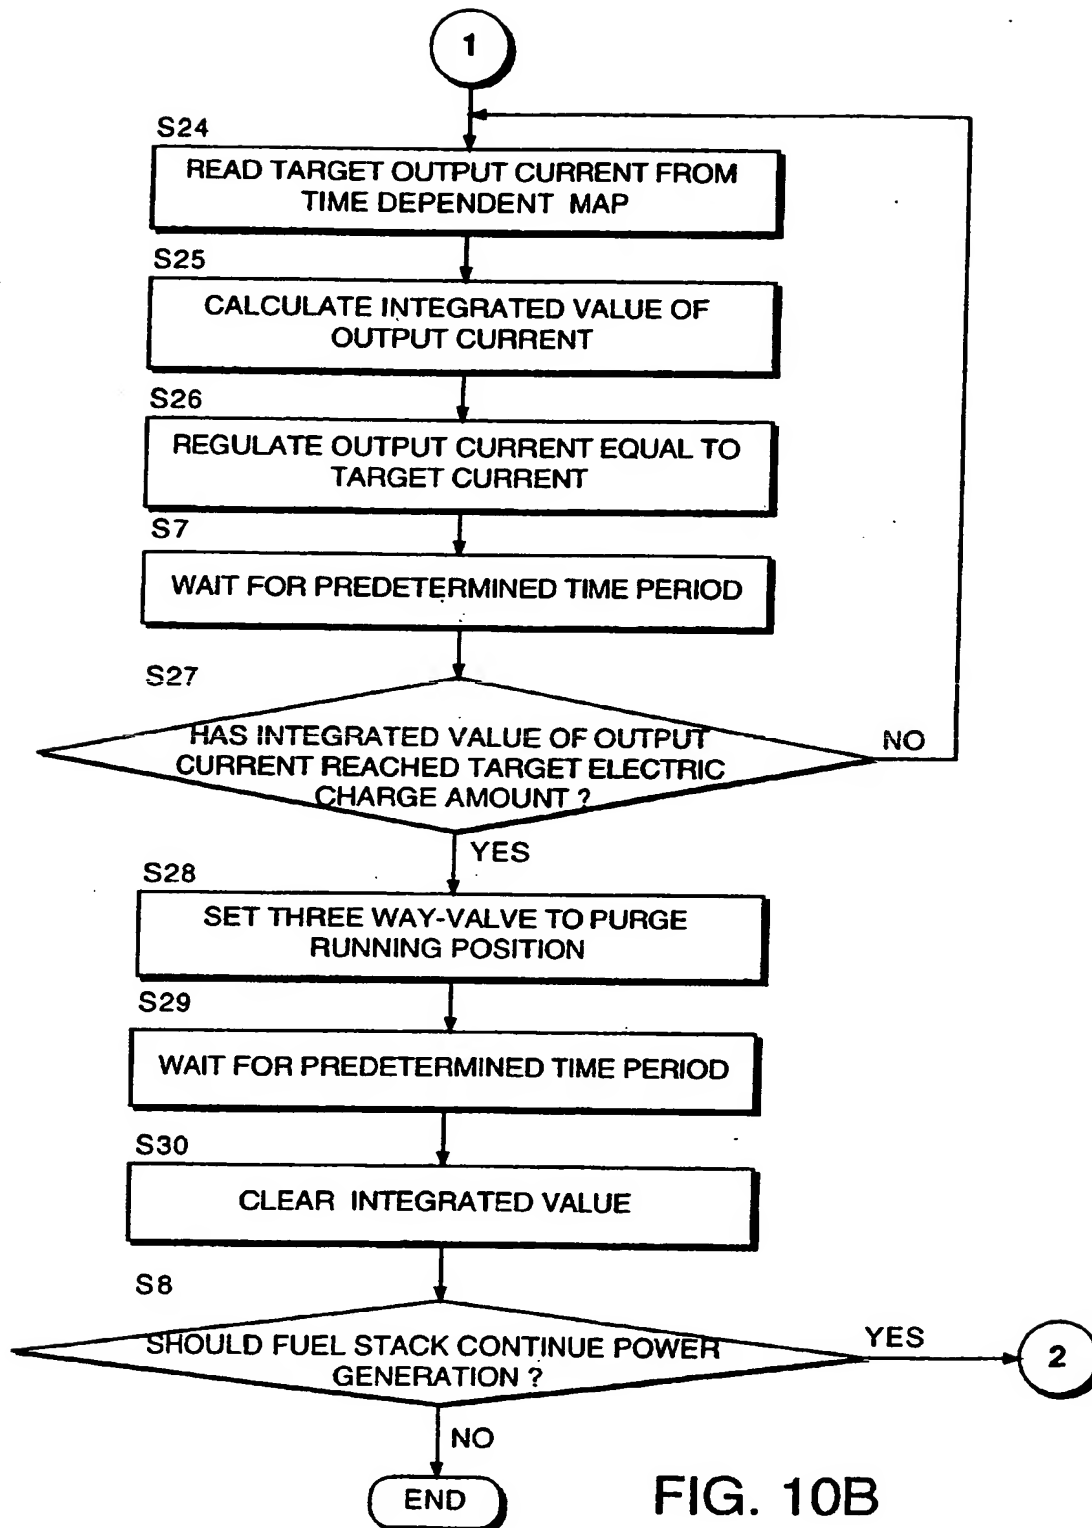 1
S24
READ TARGET OUTPUT CURRENT FROM
TIME DEPENDENT MAP
S25
CALCULATE INTEGRATED VALUE OF
OUTPUT CURRENT
S26
REGULATE OUTPUT CURRENT EQUAL TO
TARGET CURRENT
S7
WAIT FOR PREDETERMINED TIME PERIOD
S27
HAS INTEGRATED VALUE OF OUTPUT
CURRENT REACHED TARGET ELECTRIC
CHARGE AMOUNT ?
NO
YES
S28
SET THREE WAY-VALVE TO PURGE
RUNNING POSITION
S29
WAIT FOR PREDETERMINED TIME PERIOD
S30
CLEAR INTEGRATED VALUE
S8
SHOULD FUEL STACK CONTINUE POWER
GENERATION ?
YES
2
NO
END
FIG. 10B